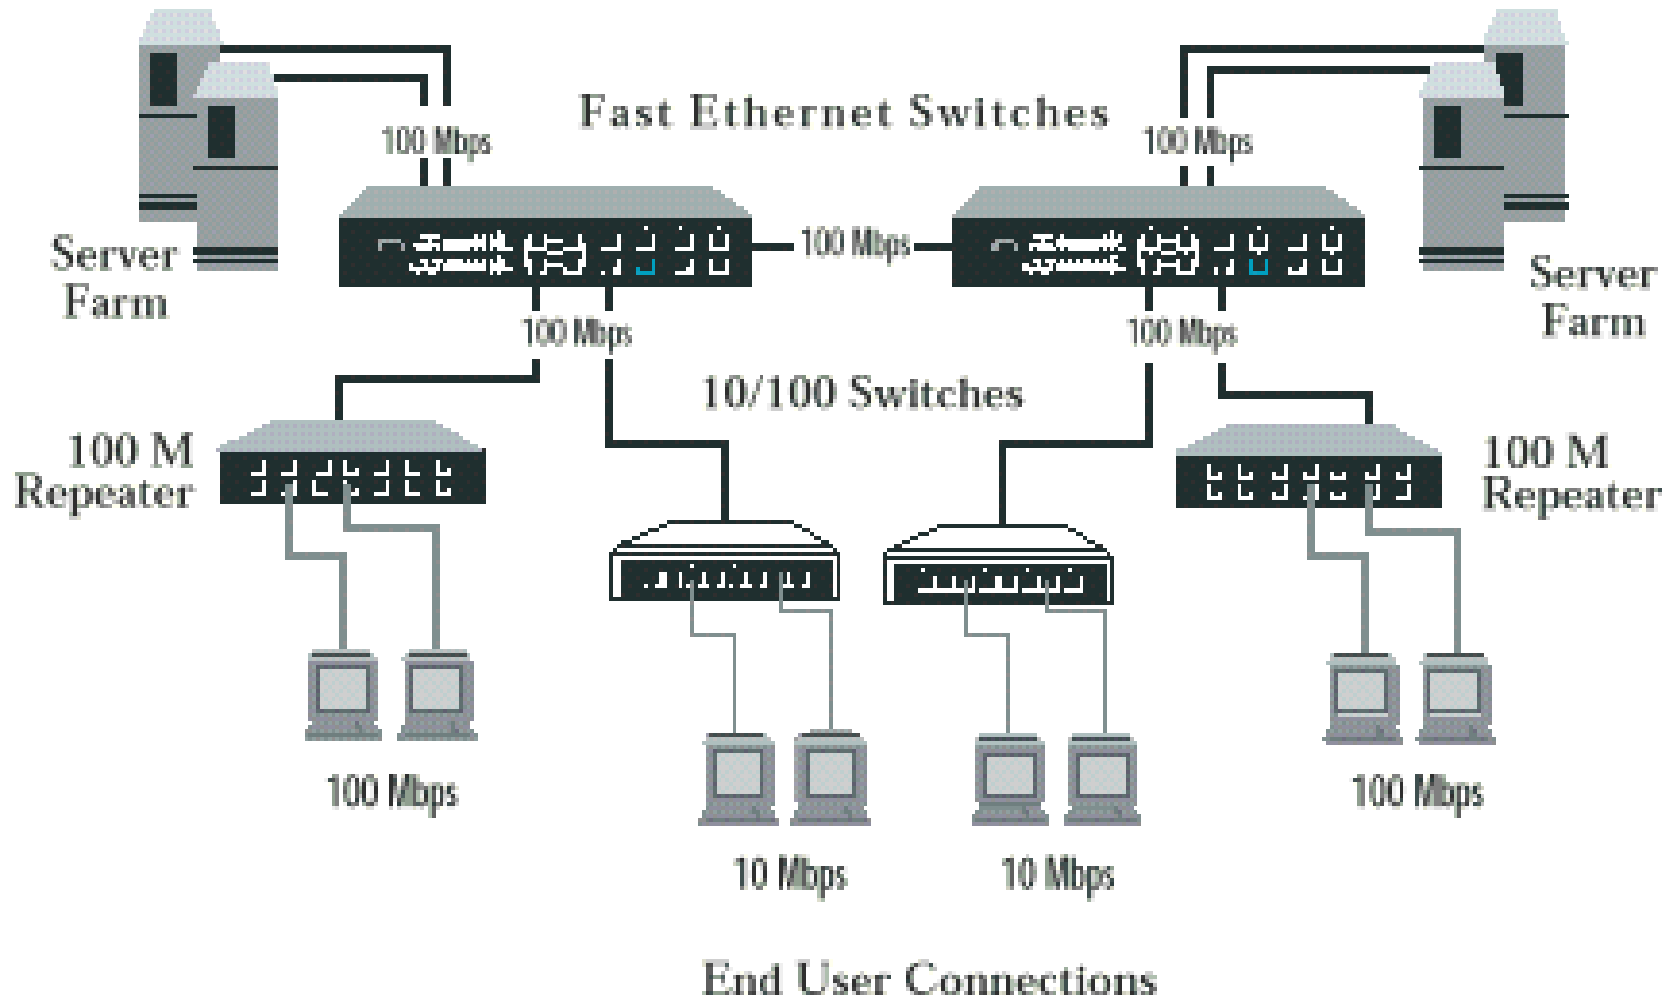 Fast Ethernet Switches
100 Mbps
100 Mbps
Server
Farm
100 Mbps
Server
Farm
100 Mbps
100 Mbps
10/100 Switches
100 M
Repeater
100 M
Repeater
100 Mbps
100 Mbps
10 Mbps
10 Mbps
End User Connections